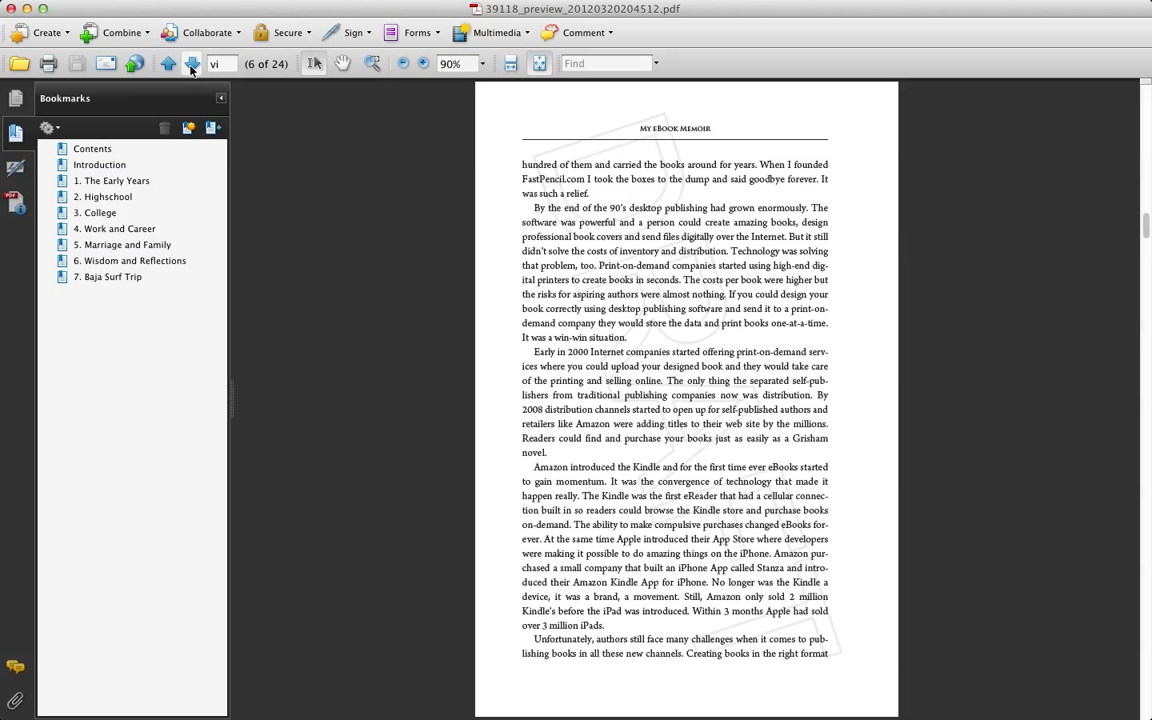 39118_preview_20120320204512.pdf
Create Combine Collaborate Secure Sign Forms Multimedia Comment
vi (6 of 24) 90% Find
Bookmarks
Contents
Introduction
1. The Early Years
2. Highschool
3. College
4. Work and Career
5. Marriage and Family
6. Wisdom and Reflections
7. Baja Surf Trip
MY EBOOK MEMOIR
hundred of them and carried the books around for years. When I founded
FastPencil.com I took the boxes to the dump and said goodbye forever. It
was such a relief.
By the end of the 90's desktop publishing had grown enormously. The
software was powerful and a person could create amazing books, design
professional book covers and send files digitally over the Internet. But it still
didn't solve the costs of inventory and distribution. Technology was solving
that problem, too. Print-on-demand companies started using high-end dig-
ital printers to create books in seconds. The costs per book were higher but
the risks for aspiring authors were almost nothing. If you could design your
book correctly using desktop publishing software and send it to a print-on-
demand company they would store the data and print books one-at-a-time.
It was a win-win situation.
Early in 2000 Internet companies started offering print-on-demand serv-
ices where you could upload your designed book and they would take care
of the printing and selling online. The only thing the separated self-pub-
lishers from traditional publishing companies now was distribution. By
2008 distribution channels started to open up for self-published authors and
retailers like Amazon were adding titles to their web site by the millions.
Readers could find and purchase your books just as easily as a Grisham
novel.
Amazon introduced the Kindle and for the first time ever eBooks started
to gain momentum. It was the convergence of technology that made it
happen really. The Kindle was the first eReader that had a cellular connec-
tion built in so readers could browse the Kindle store and purchase books
on-demand. The ability to make compulsive purchases changed eBooks for-
ever. At the same time Apple introduced their App Store where developers
were making it possible to do amazing things on the iPhone. Amazon pur-
chased a small company that built an iPhone App called Stanza and intro-
duced their Amazon Kindle App for iPhone. No longer was the Kindle a
device, it was a brand, a movement. Still, Amazon only sold 2 million
Kindle's before the iPad was introduced. Within 3 months Apple had sold
over 3 million iPads.
Unfortunately, authors still face many challenges when it comes to pub-
lishing books in all these new channels. Creating books in the right format